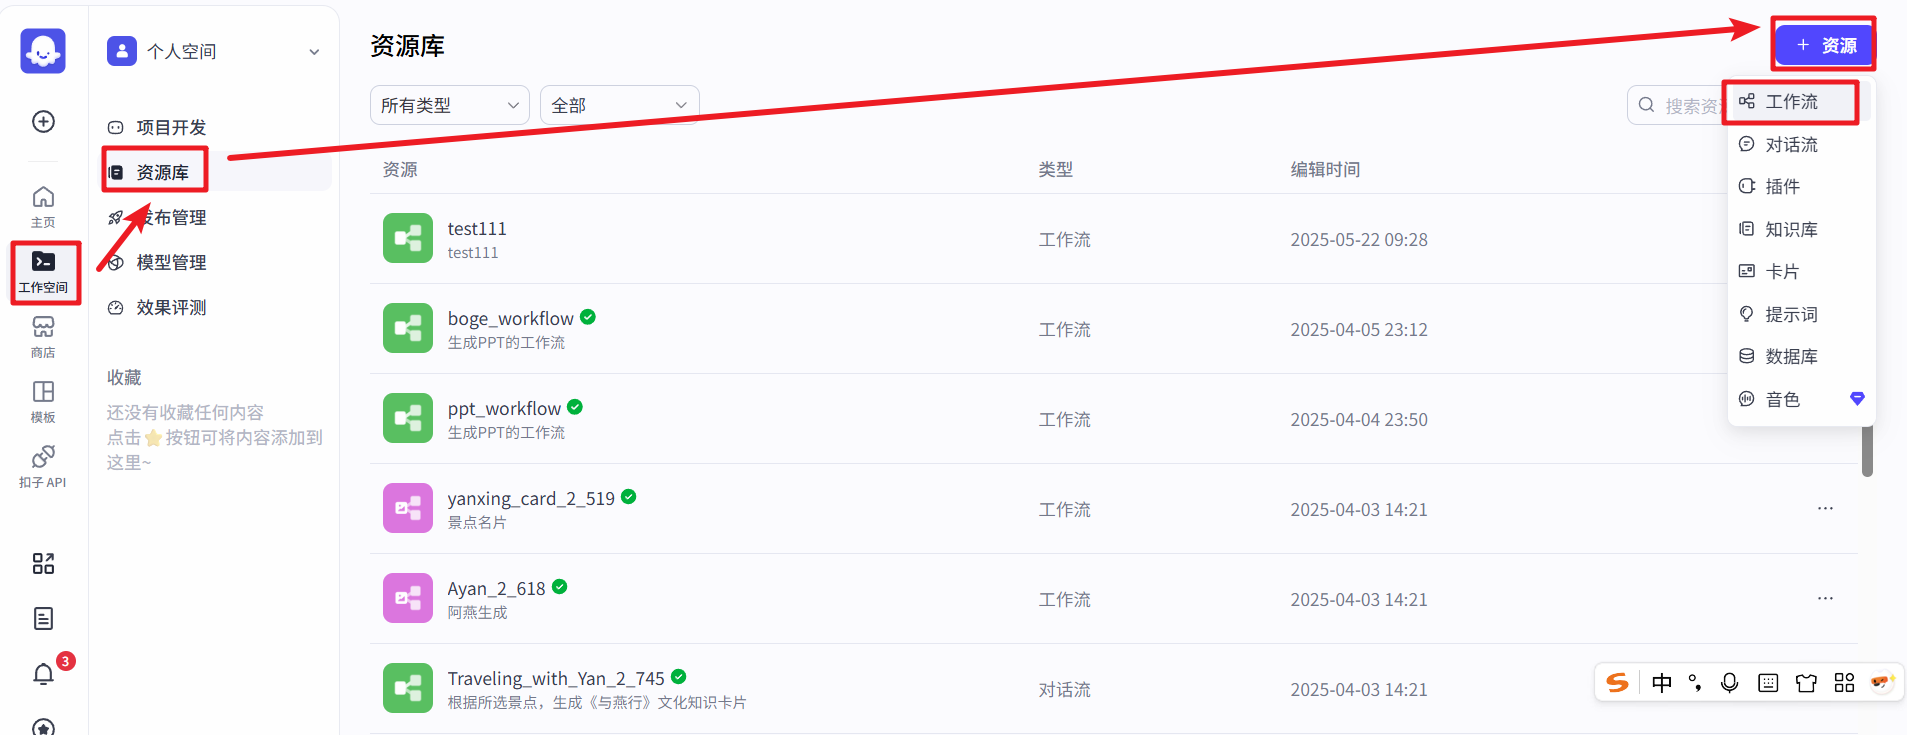 个人空间
项目开发
资源库
发布管理
模型管理
效果评测
收藏
还没有收藏任何内容
点击⭐按钮可将内容添加到
这里~
主页
工作空间
商店
模板
扣子 API
3
资源库
+ 资源
所有类型
全部
搜索资
资源
类型
编辑时间
test111
test111
工作流
2025-05-22 09:28
boge_workflow
生成PPT的工作流
工作流
2025-04-05 23:12
ppt_workflow
生成PPT的工作流
工作流
2025-04-04 23:50
yanxing_card_2_519
景点名片
工作流
2025-04-03 14:21
Ayan_2_618
阿燕生成
工作流
2025-04-03 14:21
Traveling_with_Yan_2_745
根据所选景点，生成《与燕行》文化知识卡片
对话流
2025-04-03 14:21
工作流
对话流
插件
知识库
卡片
提示词
数据库
音色
中